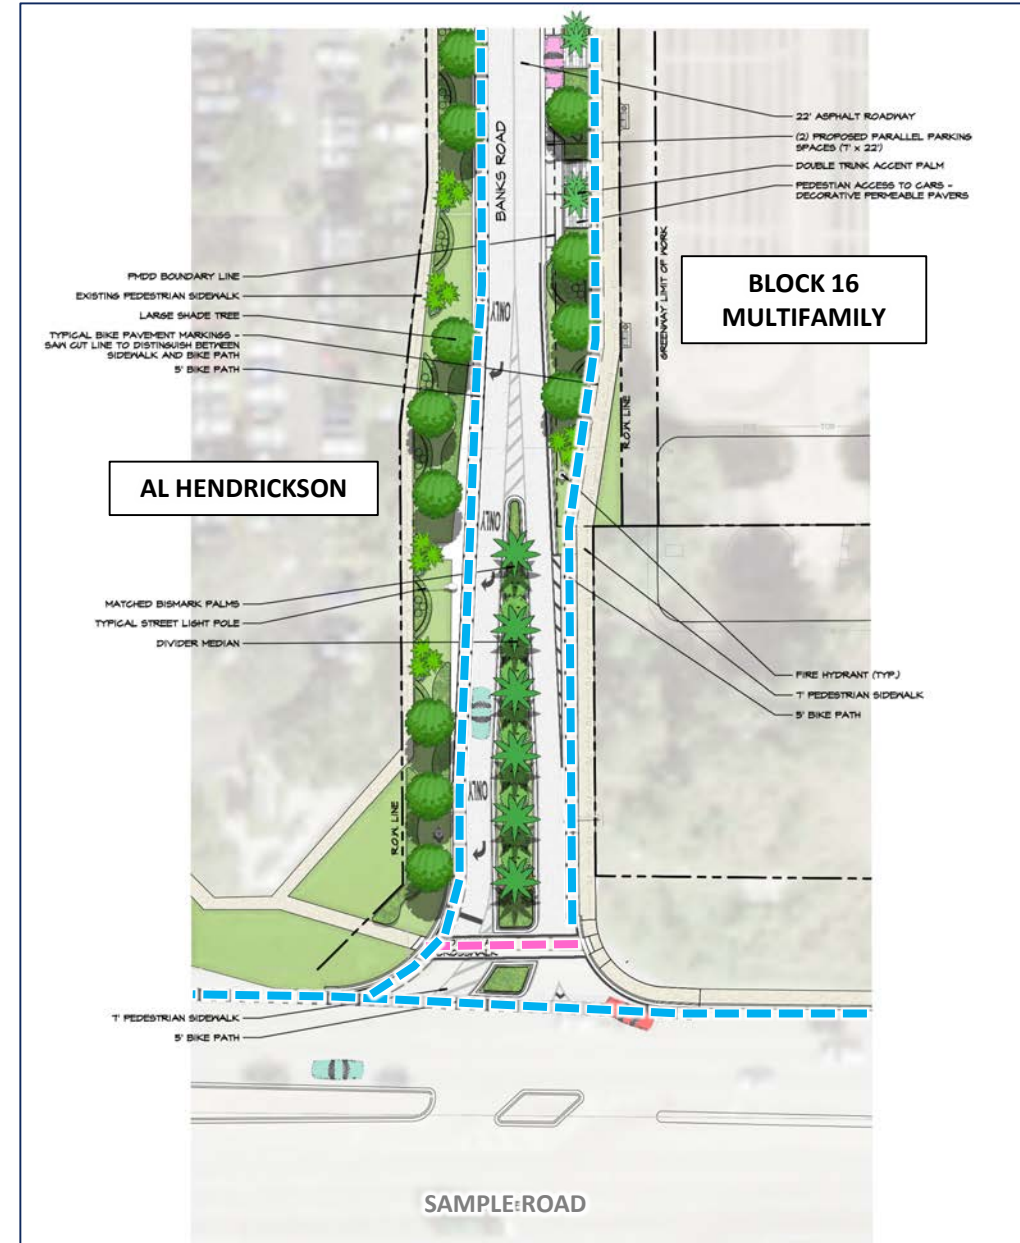 22' ASPHALT ROADWAY
(2) PROPOSED PARALLEL PARKING
SPACES (7' x 22')
DOUBLE TRUNK ACCENT PALM
PEDESTIAN ACCESS TO CARS -
DECORATIVE PERMEABLE PAVERS
BANKS ROAD
GREENWAY LIMIT OF WORK
BLOCK 16
MULTIFAMILY
PMDD BOUNDARY LINE
EXISTING PEDESTRIAN SIDEWALK
LARGE SHADE TREE
TYPICAL BIKE PAVEMENT MARKINGS -
SAW CUT LINE TO DISTINGUISH BETWEEN
SIDEWALK AND BIKE PATH
5' BIKE PATH
ONLY
R.O.W. LINE
AL HENDRICKSON
ONLY
MATCHED BISMARK PALMS
TYPICAL STREET LIGHT POLE
DIVIDER MEDIAN
FIRE HYDRANT (TYP.)
7' PEDESTRIAN SIDEWALK
5' BIKE PATH
ONLY
R.O.W. LINE
CROSSWALK
7' PEDESTRIAN SIDEWALK
5' BIKE PATH
SAMPLE ROAD